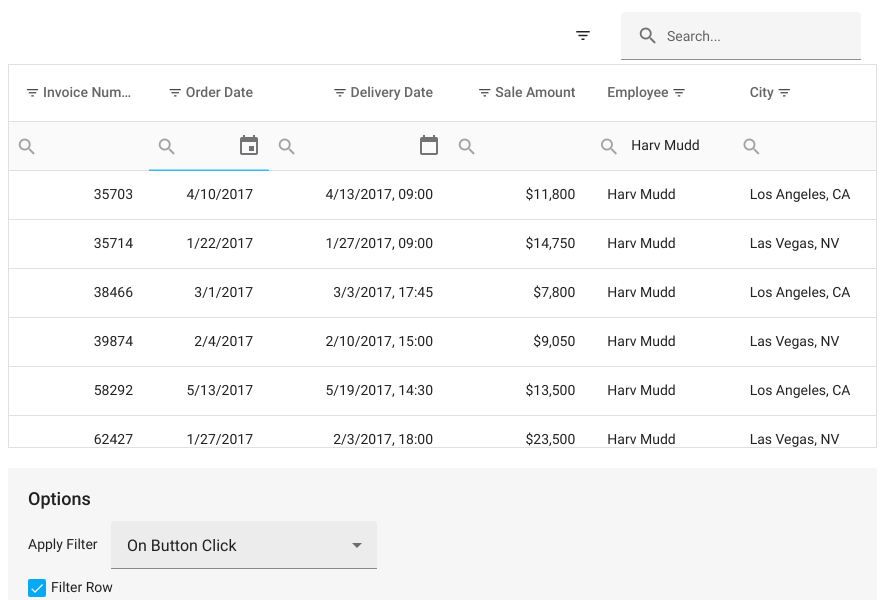 Search...
Invoice Num... Order Date Delivery Date Sale Amount Employee City
Harv Mudd
35703 4/10/2017 4/13/2017, 09:00 $11,800 Harv Mudd Los Angeles, CA
35714 1/22/2017 1/27/2017, 09:00 $14,750 Harv Mudd Las Vegas, NV
38466 3/1/2017 3/3/2017, 17:45 $7,800 Harv Mudd Los Angeles, CA
39874 2/4/2017 2/10/2017, 15:00 $9,050 Harv Mudd Las Vegas, NV
58292 5/13/2017 5/19/2017, 14:30 $13,500 Harv Mudd Los Angeles, CA
62427 1/27/2017 2/3/2017, 18:00 $23,500 Harv Mudd Las Vegas, NV
Options
Apply Filter On Button Click
Filter Row